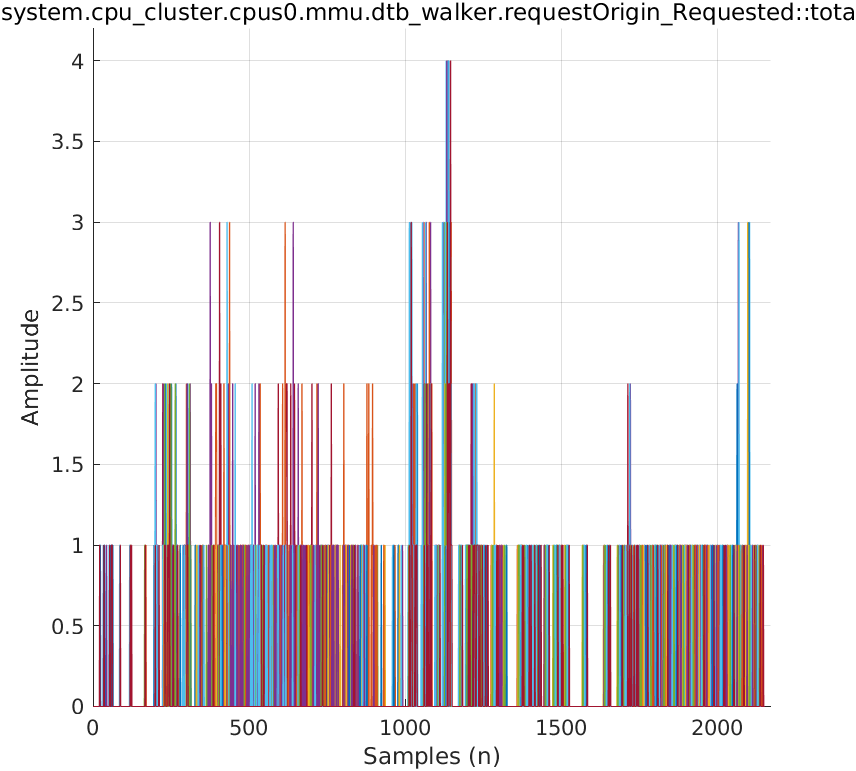 system.cpu_cluster.cpus0.mmu.dtb_walker.requestOrigin_Requested::tota
4
3.5
3
2.5
2
1.5
1
0.5
0
0 500 1000 1500 2000
Amplitude
Samples (n)